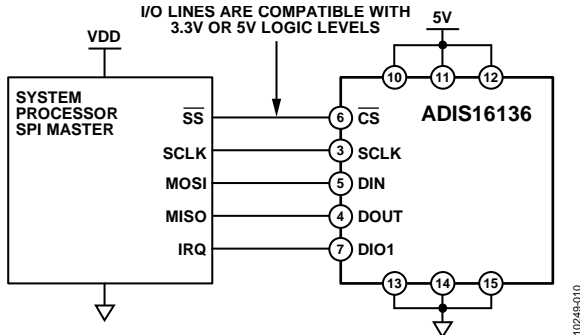 I/O LINES ARE COMPATIBLE WITH
3.3V OR 5V LOGIC LEVELS
VDD
5V
SYSTEM
PROCESSOR
SPI MASTER
ADIS16136
10
11
12
SS
6
CS
SCLK
3
SCLK
MOSI
5
DIN
MISO
4
DOUT
IRQ
7
DIO1
13
14
15
10249-010